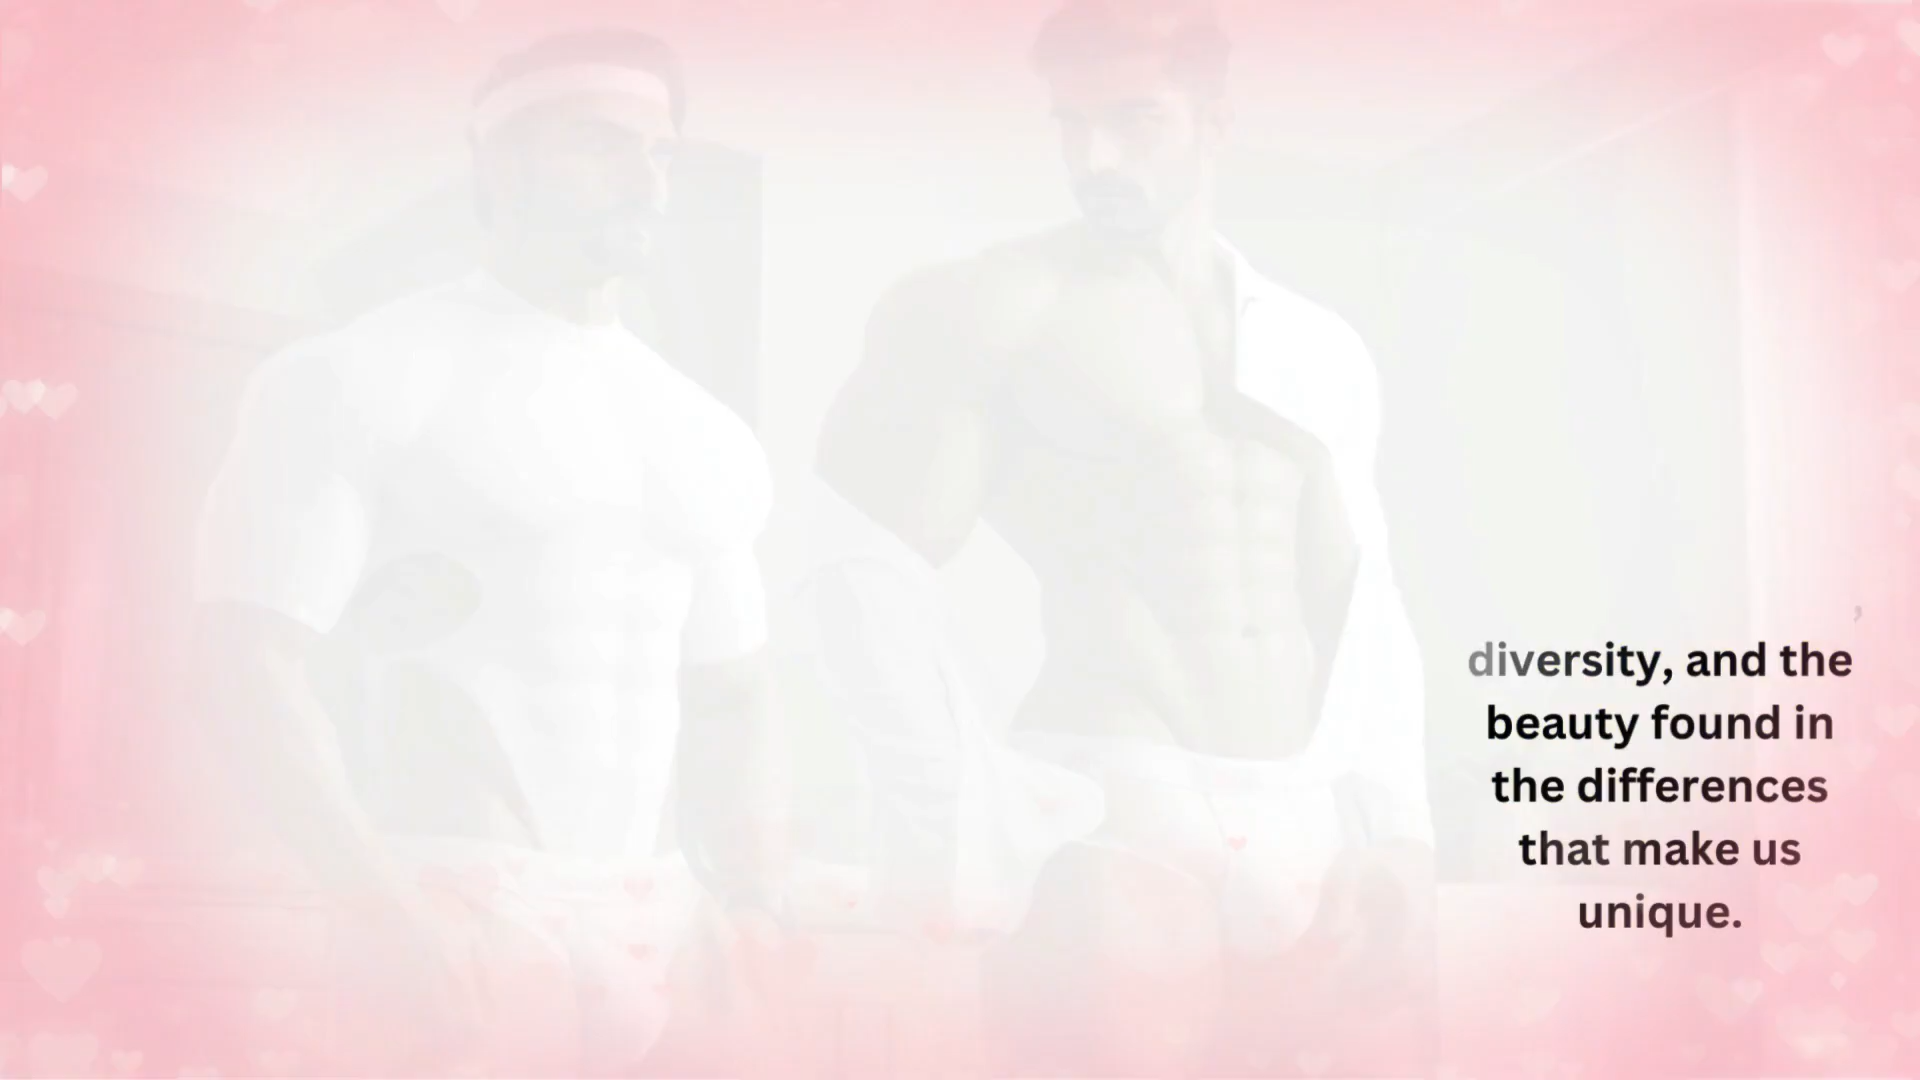 diversity, and the
beauty found in
the differences
that make us
unique.